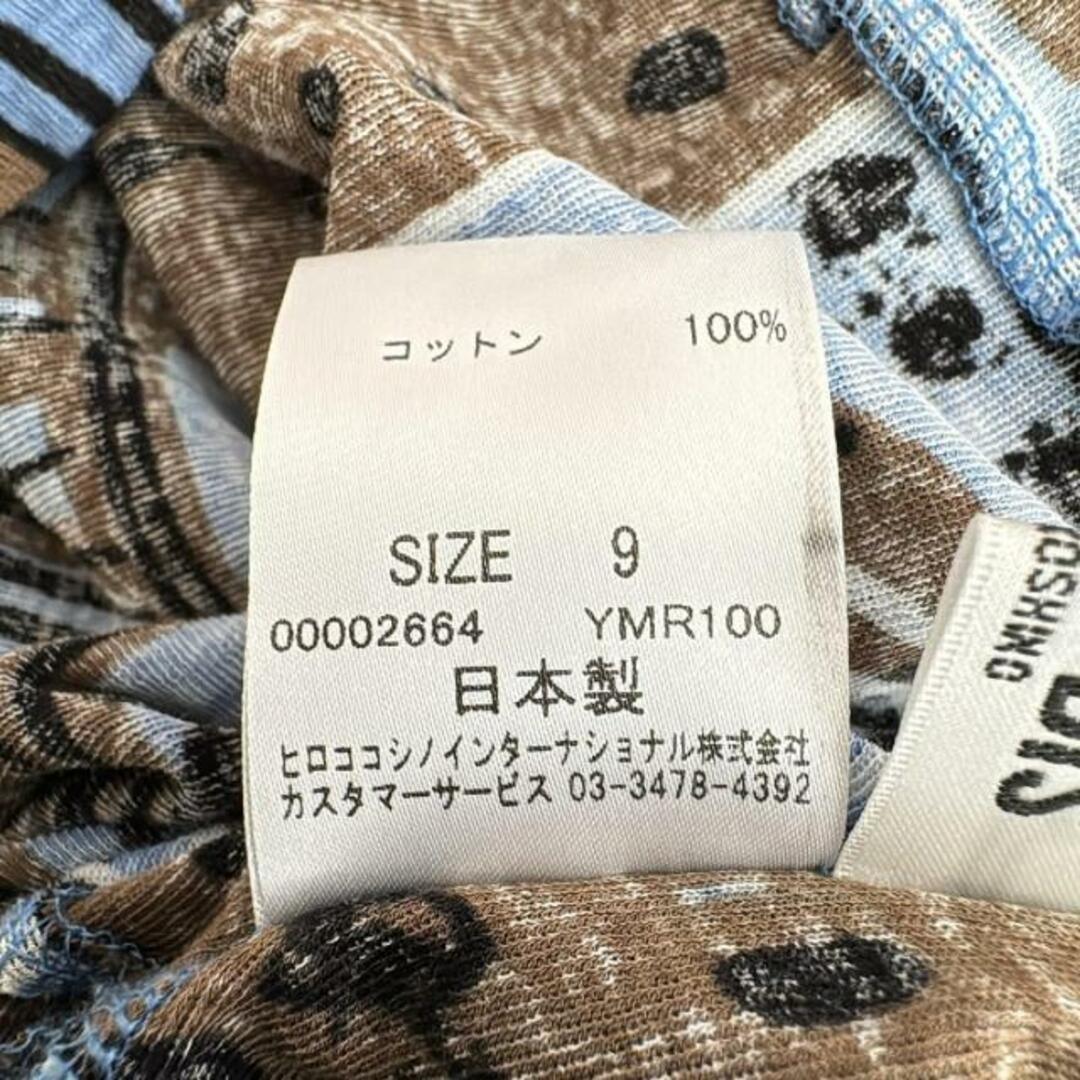 コットン 100%
SIZE 9
00002664 YMR100
日本製
ヒロココシノインターナショナル株式会社
カスタマーサービス 03-3478-4392